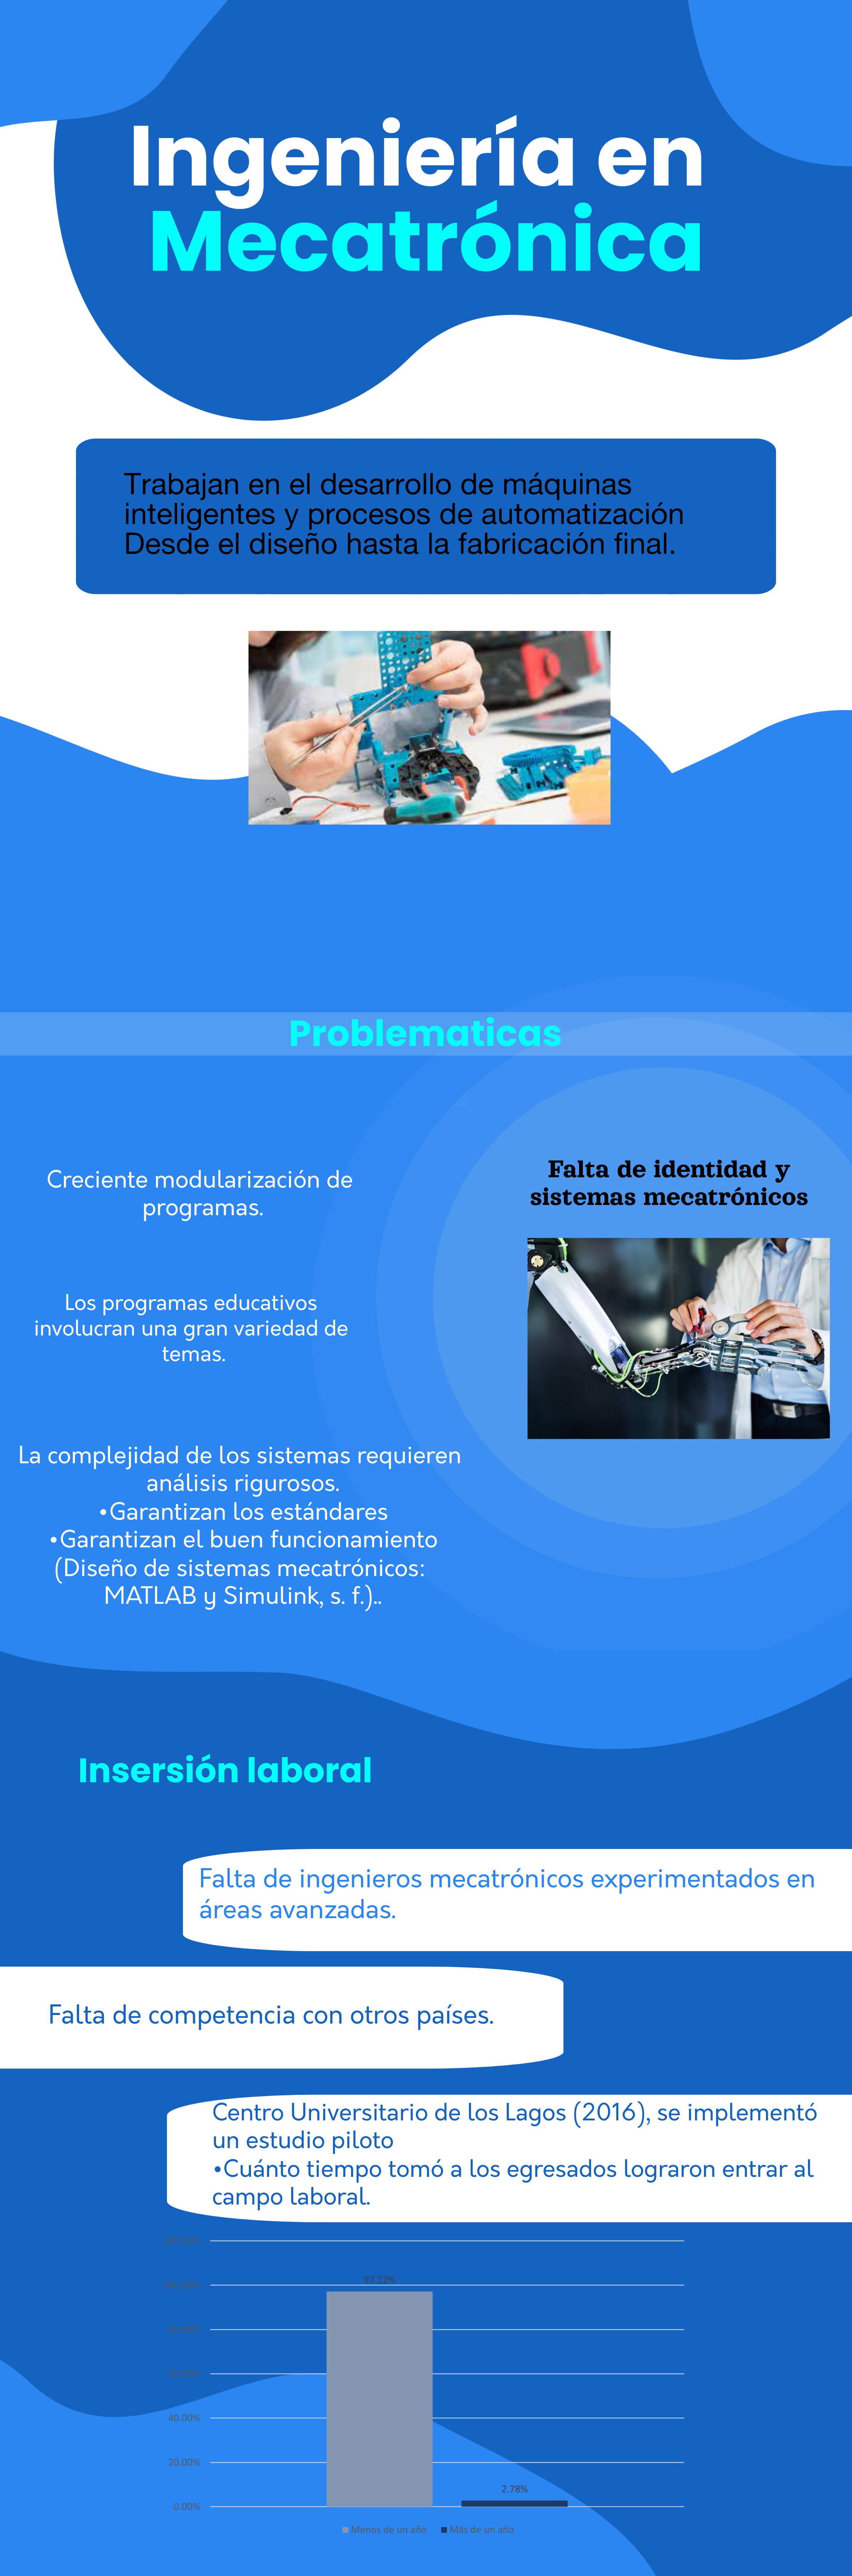 Ingeniería en
Mecatrónica
Trabajan en el desarrollo de máquinas
inteligentes y procesos de automatización
Desde el diseño hasta la fabricación final.
Problematicas
Creciente modularización de
programas.
Los programas educativos
involucran una gran variedad de
temas.
La complejidad de los sistemas requieren
análisis rigurosos.
•Garantizan los estándares
•Garantizan el buen funcionamiento
(Diseño de sistemas mecatrónicos:
MATLAB y Simulink, s. f.)..
Falta de identidad y
sistemas mecatrónicos
Insersión laboral
Falta de ingenieros mecatrónicos experimentados en
áreas avanzadas.
Falta de competencia con otros países.
Centro Universitario de los Lagos (2016), se implementó
un estudio piloto
•Cuánto tiempo tomó a los egresados lograron entrar al
campo laboral.
97.22%
40.00%
20.00%
2.78%
0.00%
Menos de un año Más de un año